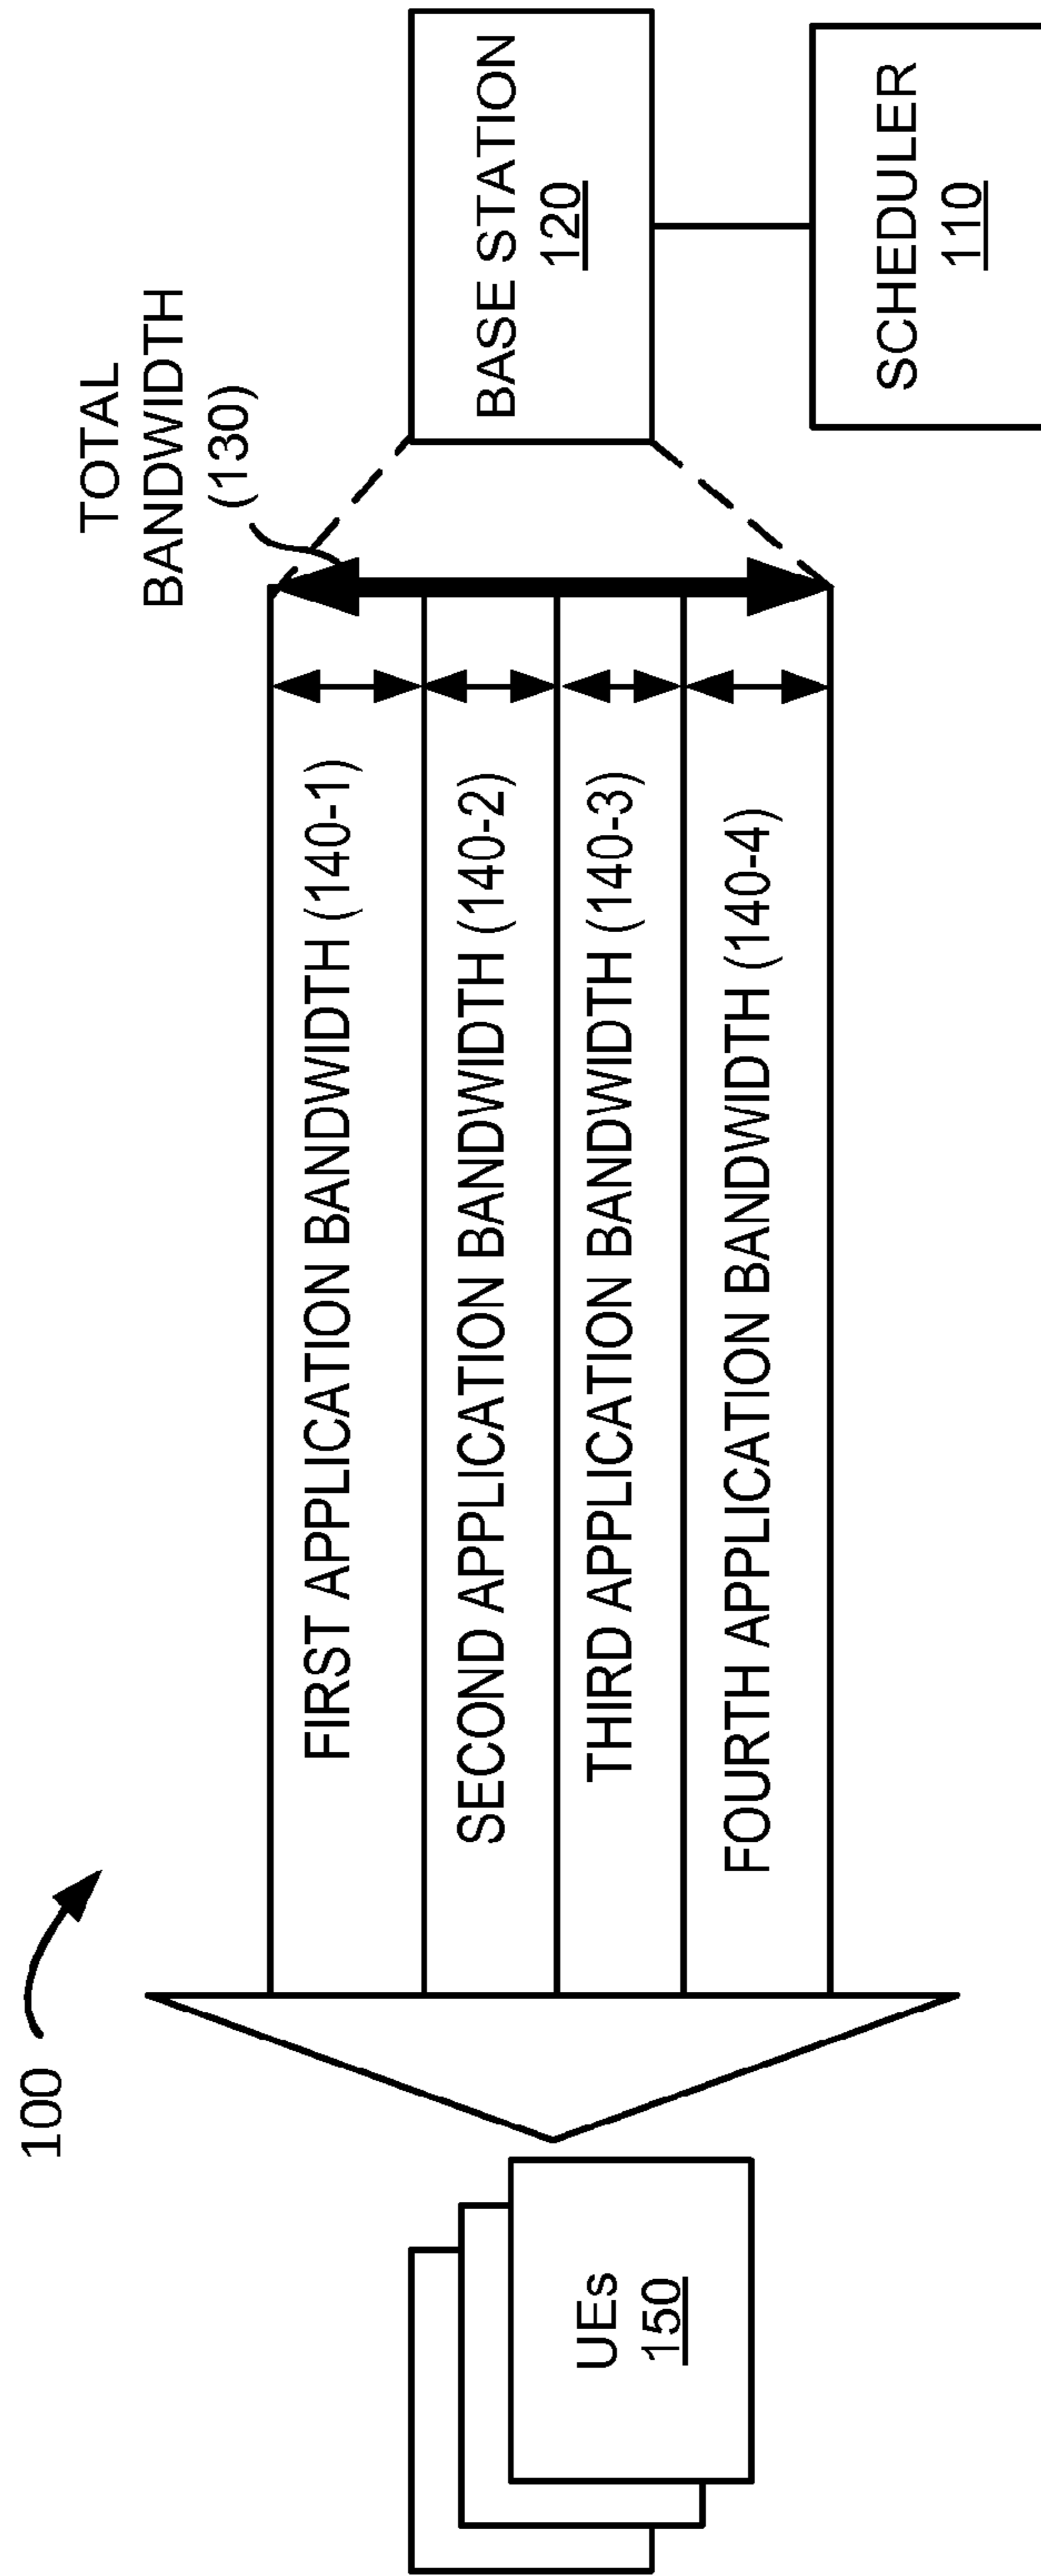 100
TOTAL
BANDWIDTH
(130)
FIRST APPLICATION BANDWIDTH (140-1)
SECOND APPLICATION BANDWIDTH (140-2)
THIRD APPLICATION BANDWIDTH (140-3)
FOURTH APPLICATION BANDWIDTH (140-4)
UEs
150
BASE STATION
120
SCHEDULER
110